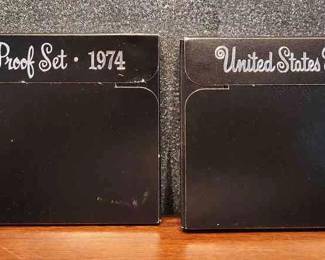 Proof Set · 1974
United States